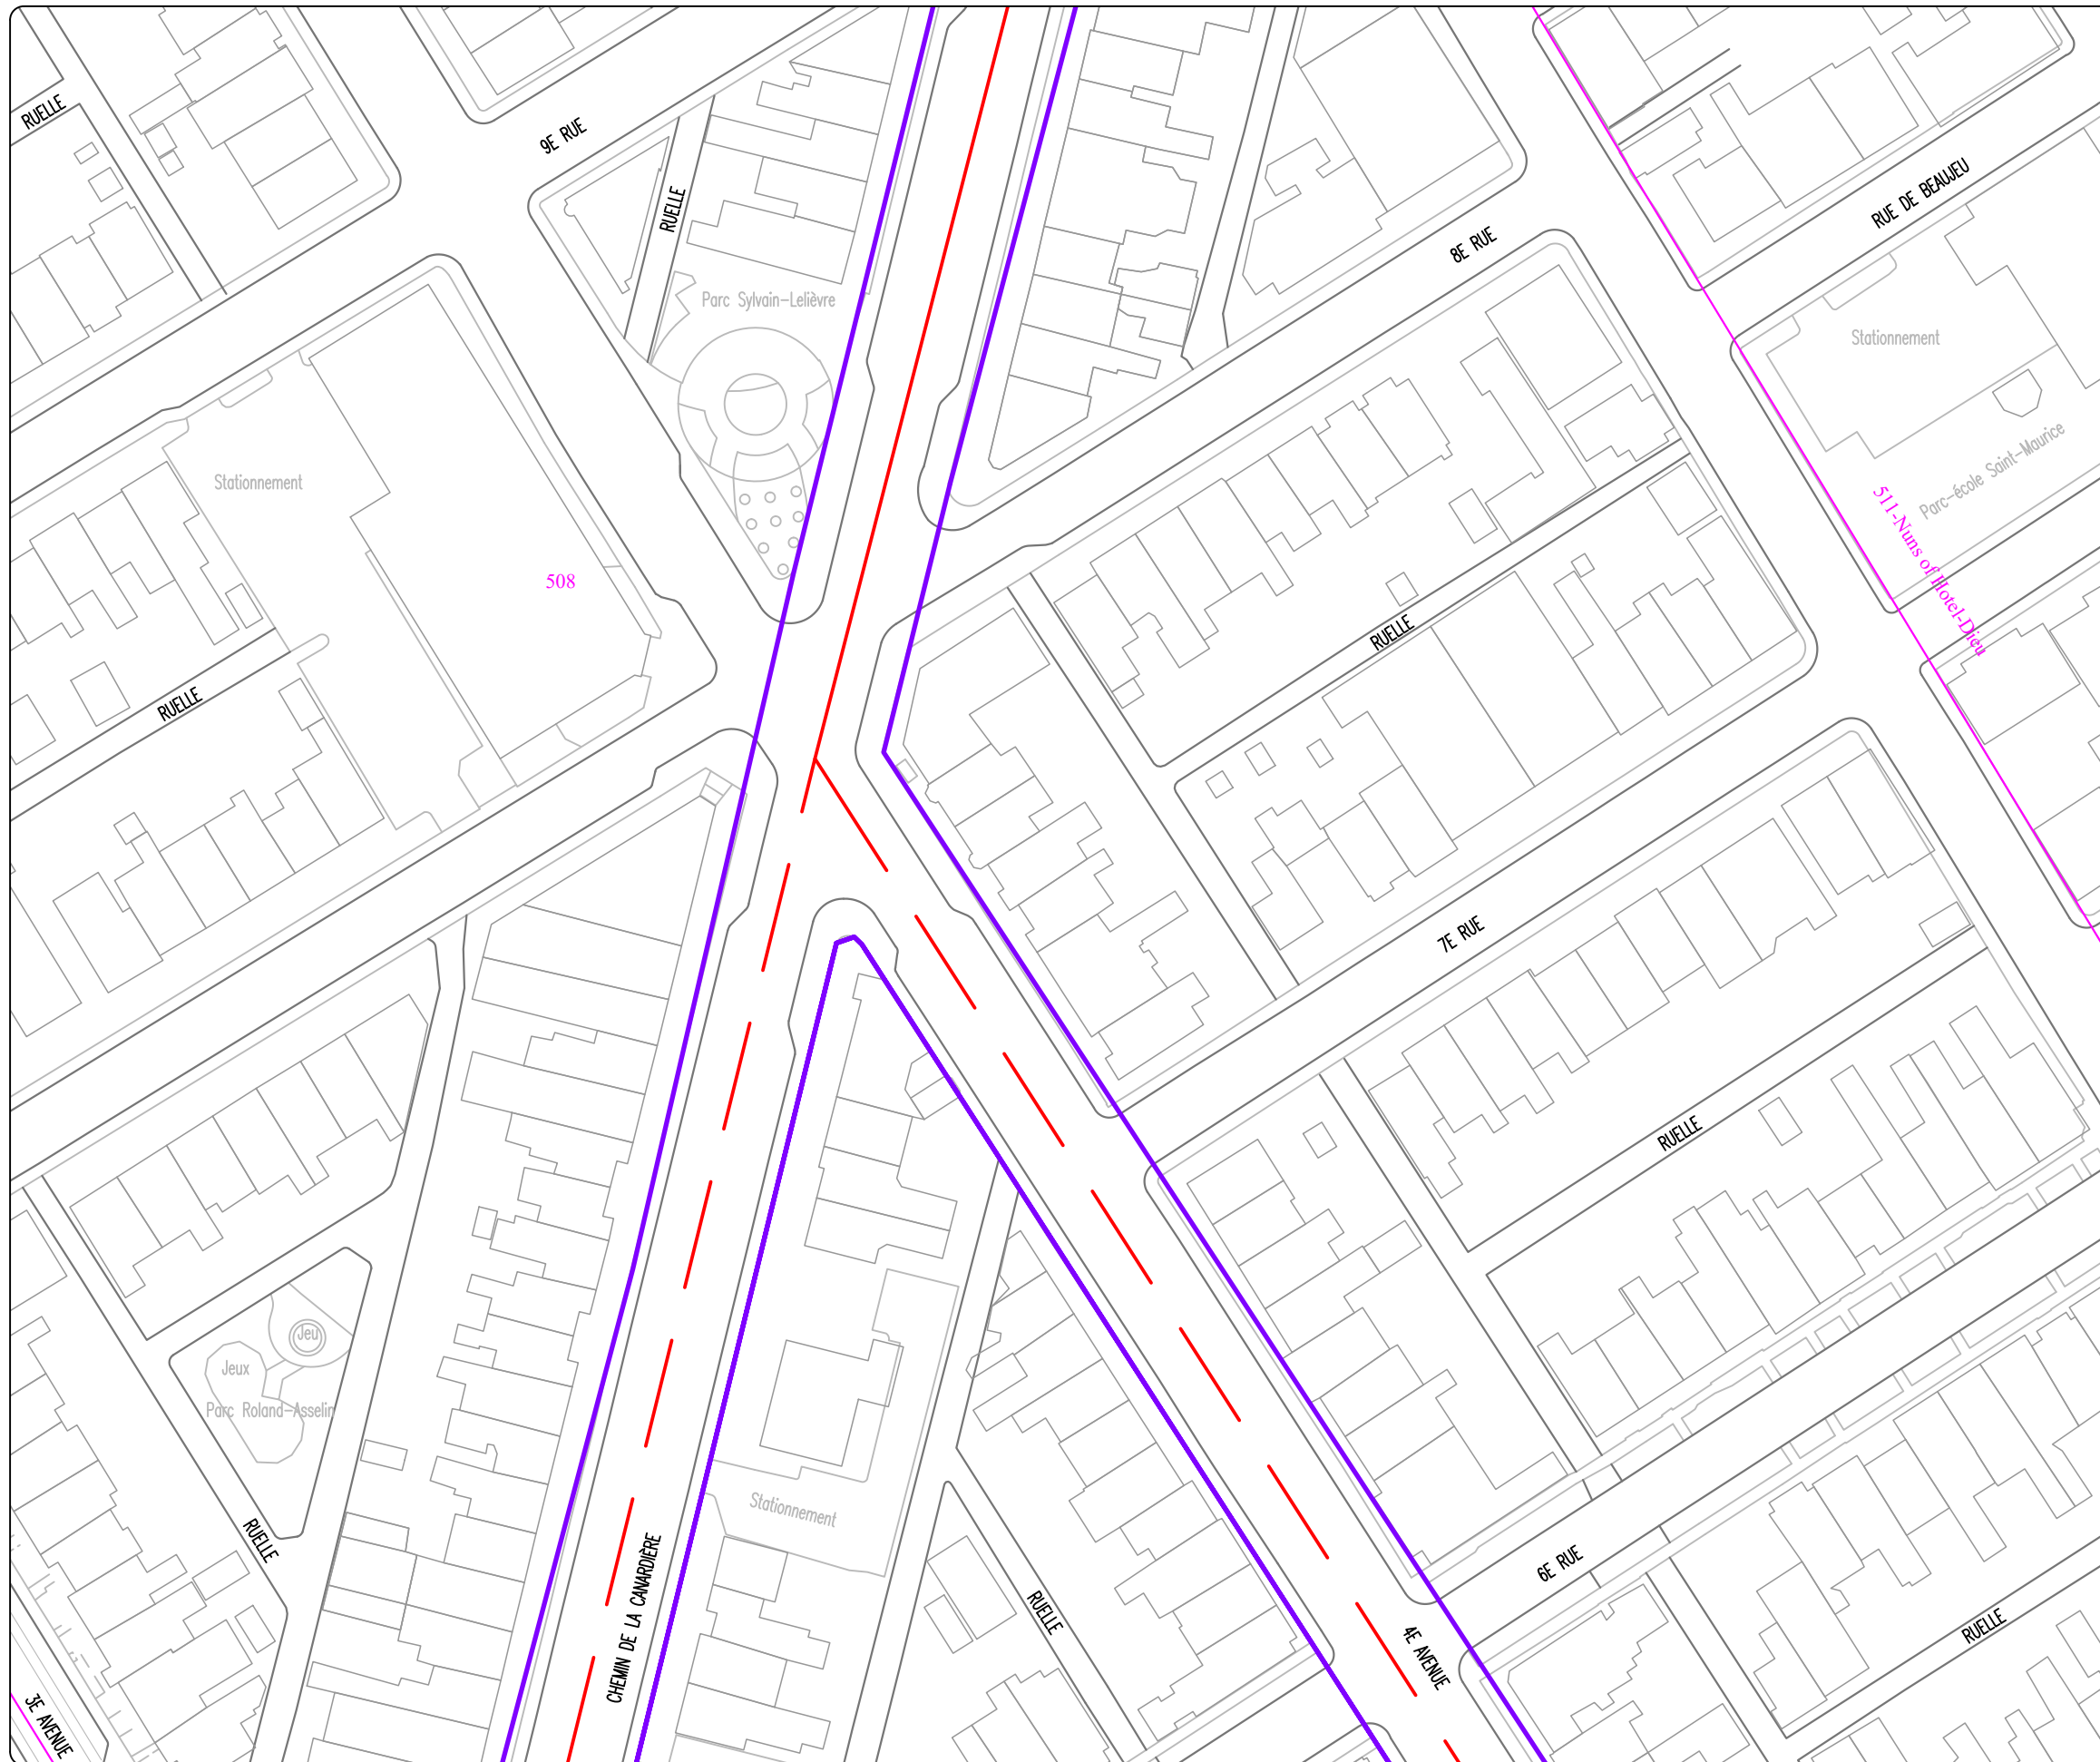 RUELLE
9E RUE
RUE DE BEAUJEU
RUELLE
8E RUE
Parc Sylvain-Lelièvre
Stationnement
Parc-école Saint-Maurice
Stationnement
511-Nuns of Hotel-Dieu
508
RUELLE
RUELLE
7E RUE
RUELLE
Jeu
Jeux
Parc Roland-Asselin
Stationnement
RUELLE
6E RUE
CHEMIN DE LA CANARDIÈRE
RUELLE
RUELLE
4E AVENUE
3E AVENUE